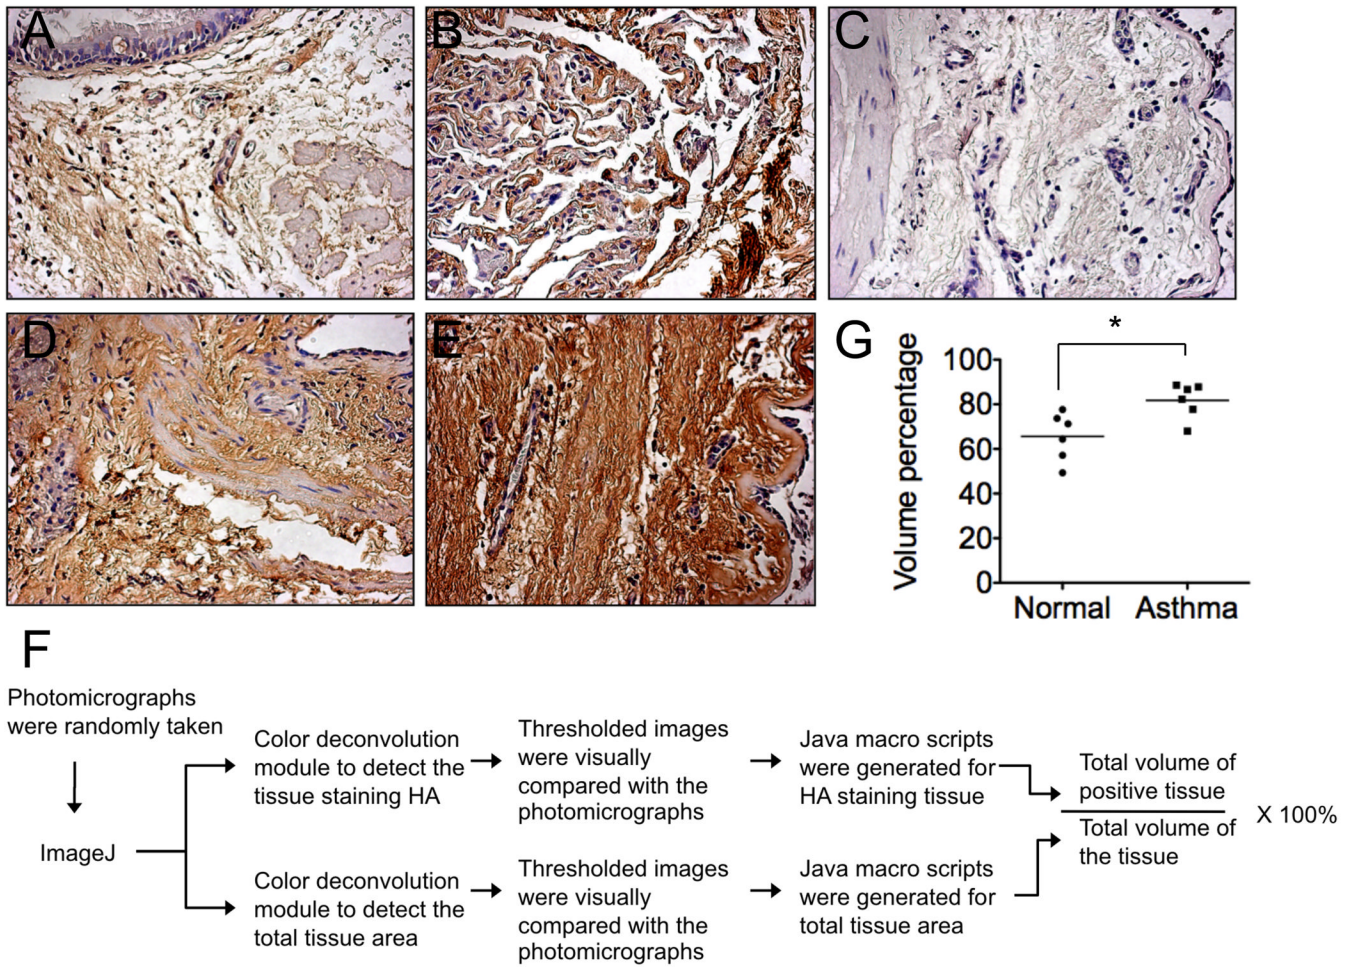 A
B
C
D
E
G
*
Volume percentage
100
80
60
40
20
0
Normal
Asthma
F
Photomicrographs
were randomly taken
ImageJ
Color deconvolution
module to detect the
tissue staining HA
Thresholded images
were visually
compared with the
photomicrographs
Java macro scripts
were generated for
HA staining tissue
Total volume of
positive tissue
Total volume of
the tissue
X 100%
Color deconvolution
module to detect the
total tissue area
Thresholded images
were visually
compared with the
photomicrographs
Java macro scripts
were generated for
total tissue area